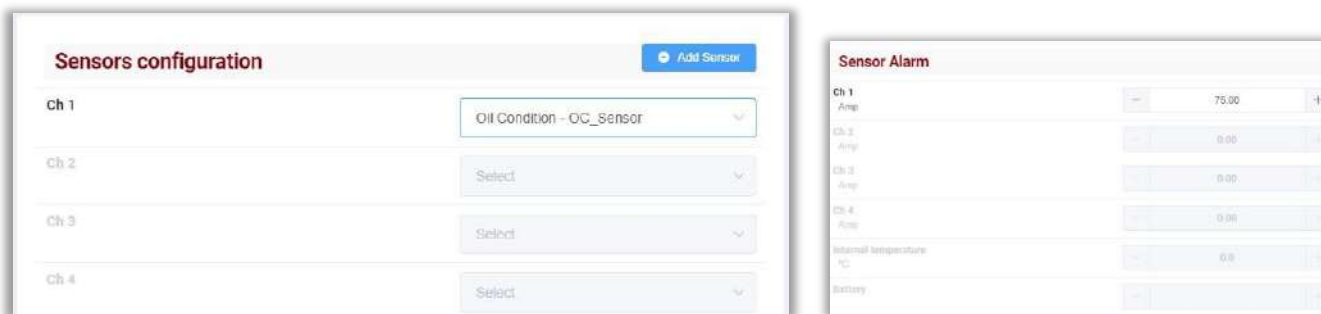 Sensors configuration
Add Sensor
Ch 1
Oil Condition - OC_Sensor
Ch 2
Select
Ch 3
Select
Ch 4
Select
Sensor Alarm
Ch 1
Amp
− 75.00 +
Ch 2
Amp
− 0.00 +
Ch 3
Amp
− 0.00 +
Ch 4
Amp
− 0.00 +
Internal temperature
°C
− 0.0 +
Battery
−